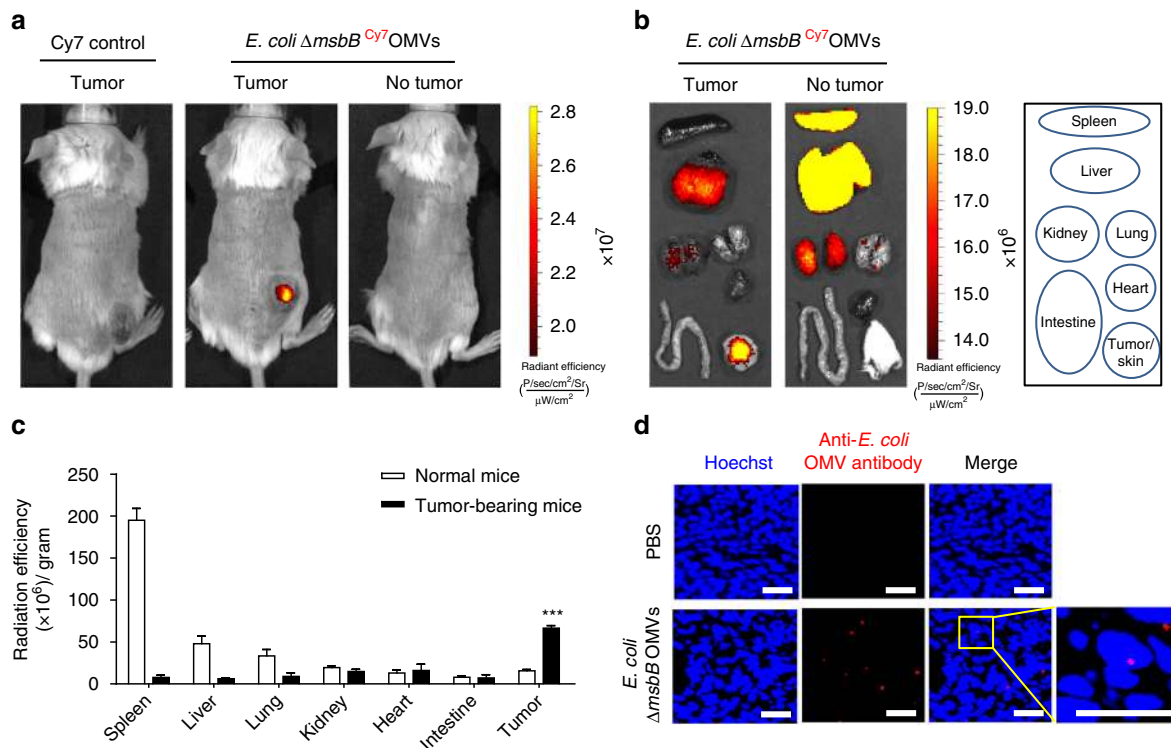 a
Cy7 control
E. coli ΔmsbB Cy7OMVs
Tumor
Tumor
No tumor
2.8
2.6
2.4
2.2
2.0
×10⁷
Radiant efficiency
(P/sec/cm²/Sr
μW/cm²)
b
E. coli ΔmsbB Cy7OMVs
Tumor
No tumor
19.0
18.0
17.0
16.0
15.0
14.0
×10⁶
Radiant efficiency
(P/sec/cm²/Sr
μW/cm²)
Spleen
Liver
Kidney
Lung
Heart
Intestine
Tumor/
skin
c
Radiation efficiency
(×10⁶)/ gram
250
200
150
100
50
0
Normal mice
Tumor-bearing mice
***
Spleen
Liver
Lung
Kidney
Heart
Intestine
Tumor
d
Hoechst
Anti-E. coli
OMV antibody
Merge
PBS
E. coli
ΔmsbB OMVs